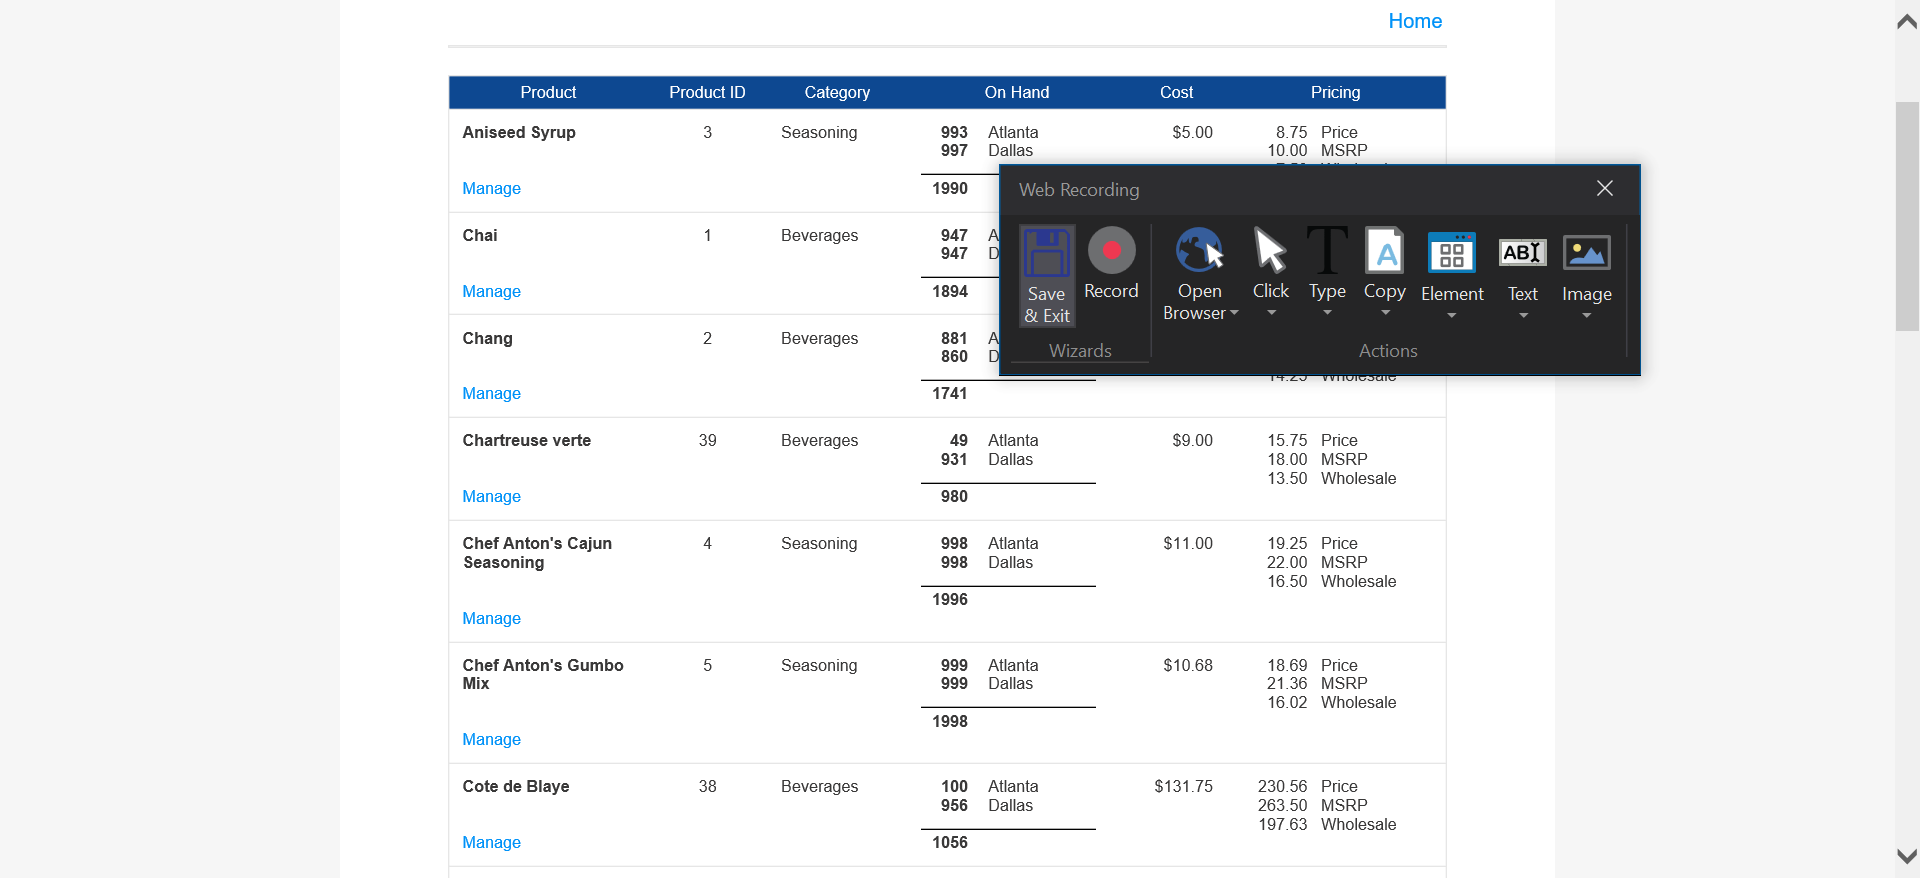 Home
Product Product ID Category On Hand Cost Pricing
Aniseed Syrup 3 Seasoning 993 Atlanta $5.00 8.75 Price
997 Dallas 10.00 MSRP
Manage 1990
Chai 1 Beverages 947
947
Manage 1894
Chang 2 Beverages 881
860
14.25 Wholesale
Manage 1741
Web Recording
Save & Exit
Record
Open Browser
Click
Type
Copy
Element
ABI
Text
Image
Wizards
Actions
Chartreuse verte 39 Beverages 49 Atlanta $9.00 15.75 Price
931 Dallas 18.00 MSRP
13.50 Wholesale
Manage 980
Chef Anton's Cajun 4 Seasoning 998 Atlanta $11.00 19.25 Price
Seasoning 998 Dallas 22.00 MSRP
16.50 Wholesale
1996
Manage
Chef Anton's Gumbo 5 Seasoning 999 Atlanta $10.68 18.69 Price
Mix 999 Dallas 21.36 MSRP
16.02 Wholesale
1998
Manage
Cote de Blaye 38 Beverages 100 Atlanta $131.75 230.56 Price
956 Dallas 263.50 MSRP
197.63 Wholesale
Manage 1056